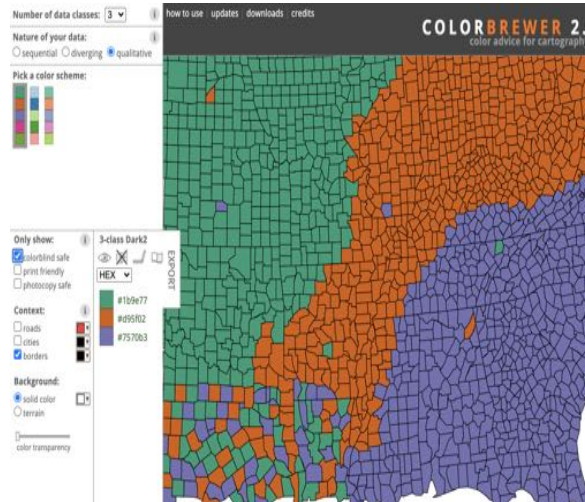 Number of data classes: 3 i
how to use | updates | downloads | credits
COLORBREWER 2.
color advice for cartograph
Nature of your data: i
sequential diverging qualitative
Pick a color scheme:
Only show: i
colorblind safe
print friendly
photocopy safe
Context: i
roads
cities
borders
Background: i
solid color
terrain
color transparency
3-class Dark2
EXPORT
HEX
#1b9e77
#d95f02
#7570b3